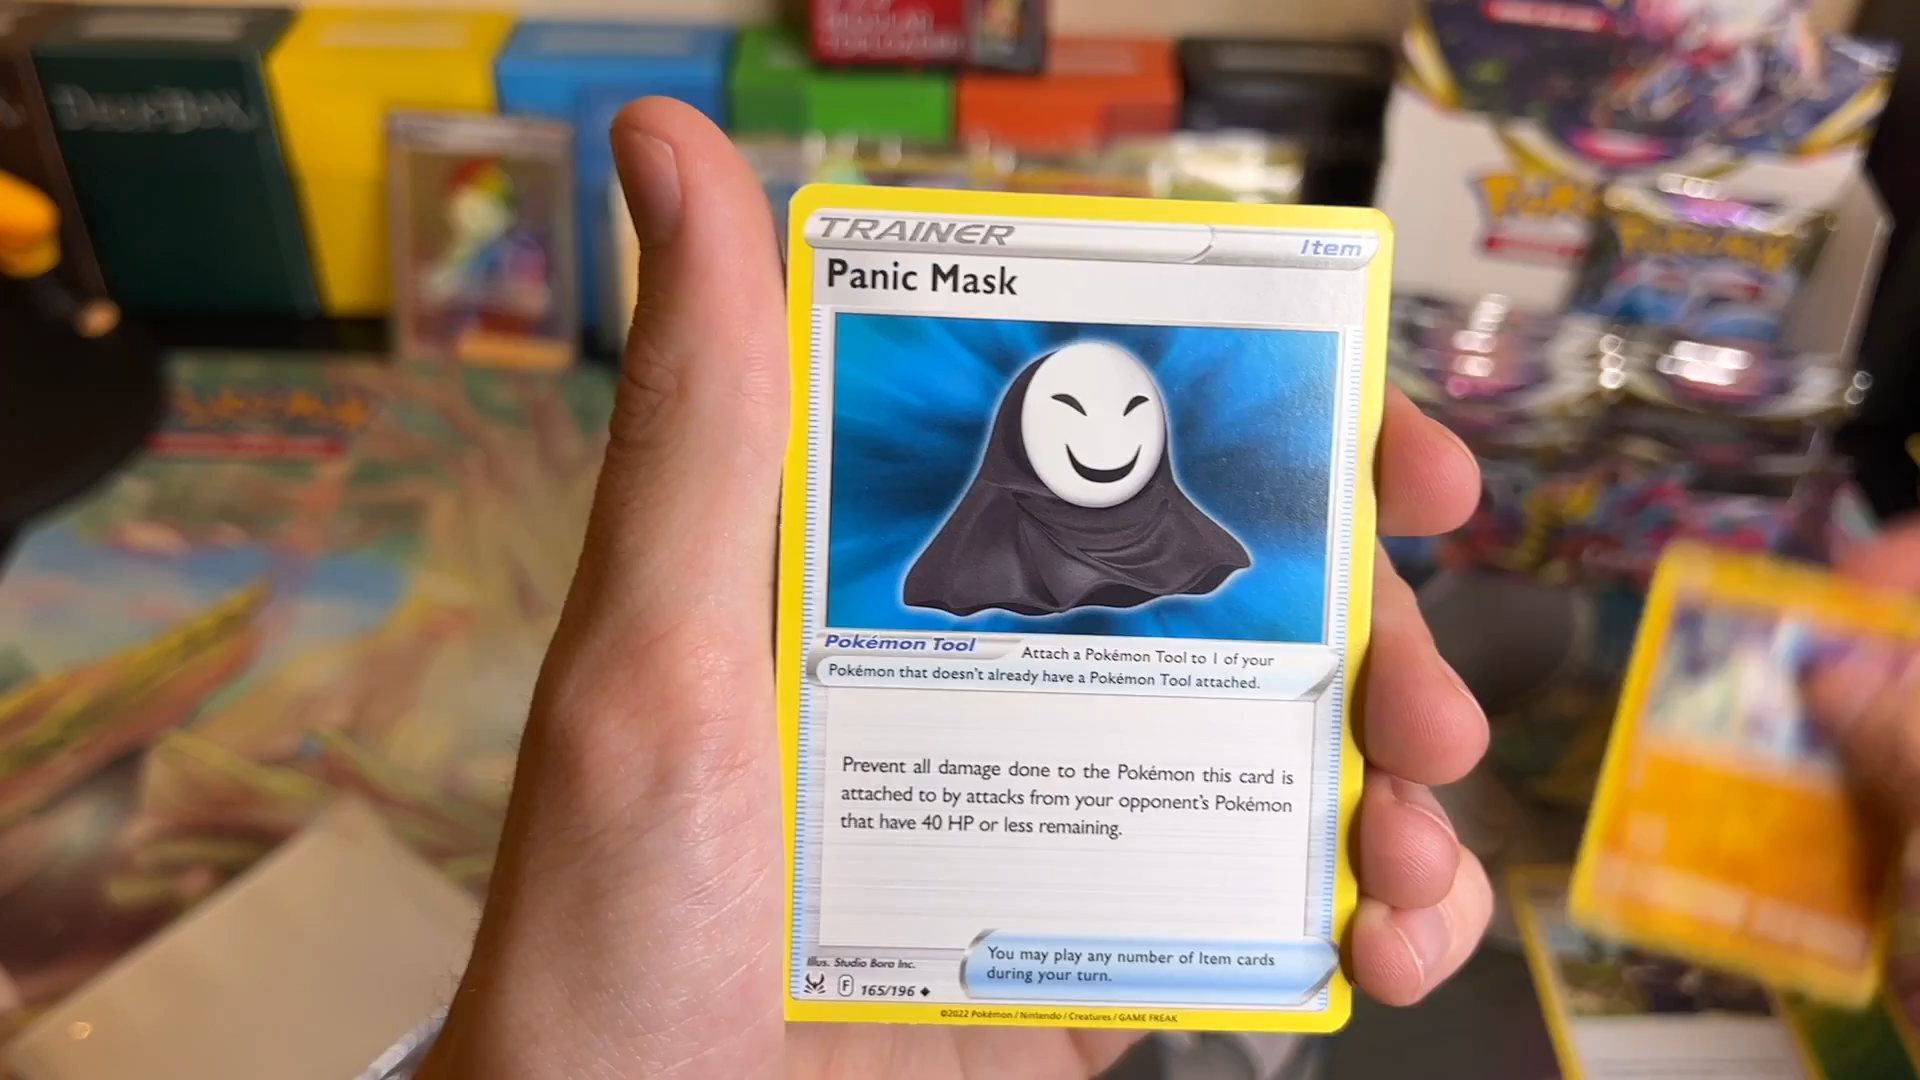 DeckBox
TRAINER
Item
Panic Mask
Pokémon Tool
Attach a Pokémon Tool to 1 of your
Pokémon that doesn't already have a Pokémon Tool attached.
Prevent all damage done to the Pokémon this card is
attached to by attacks from your opponent's Pokémon
that have 40 HP or less remaining.
You may play any number of Item cards
during your turn.
Illus. Studio Bora Inc.
F 165/196
©2022 Pokémon / Nintendo / Creatures / GAME FREAK